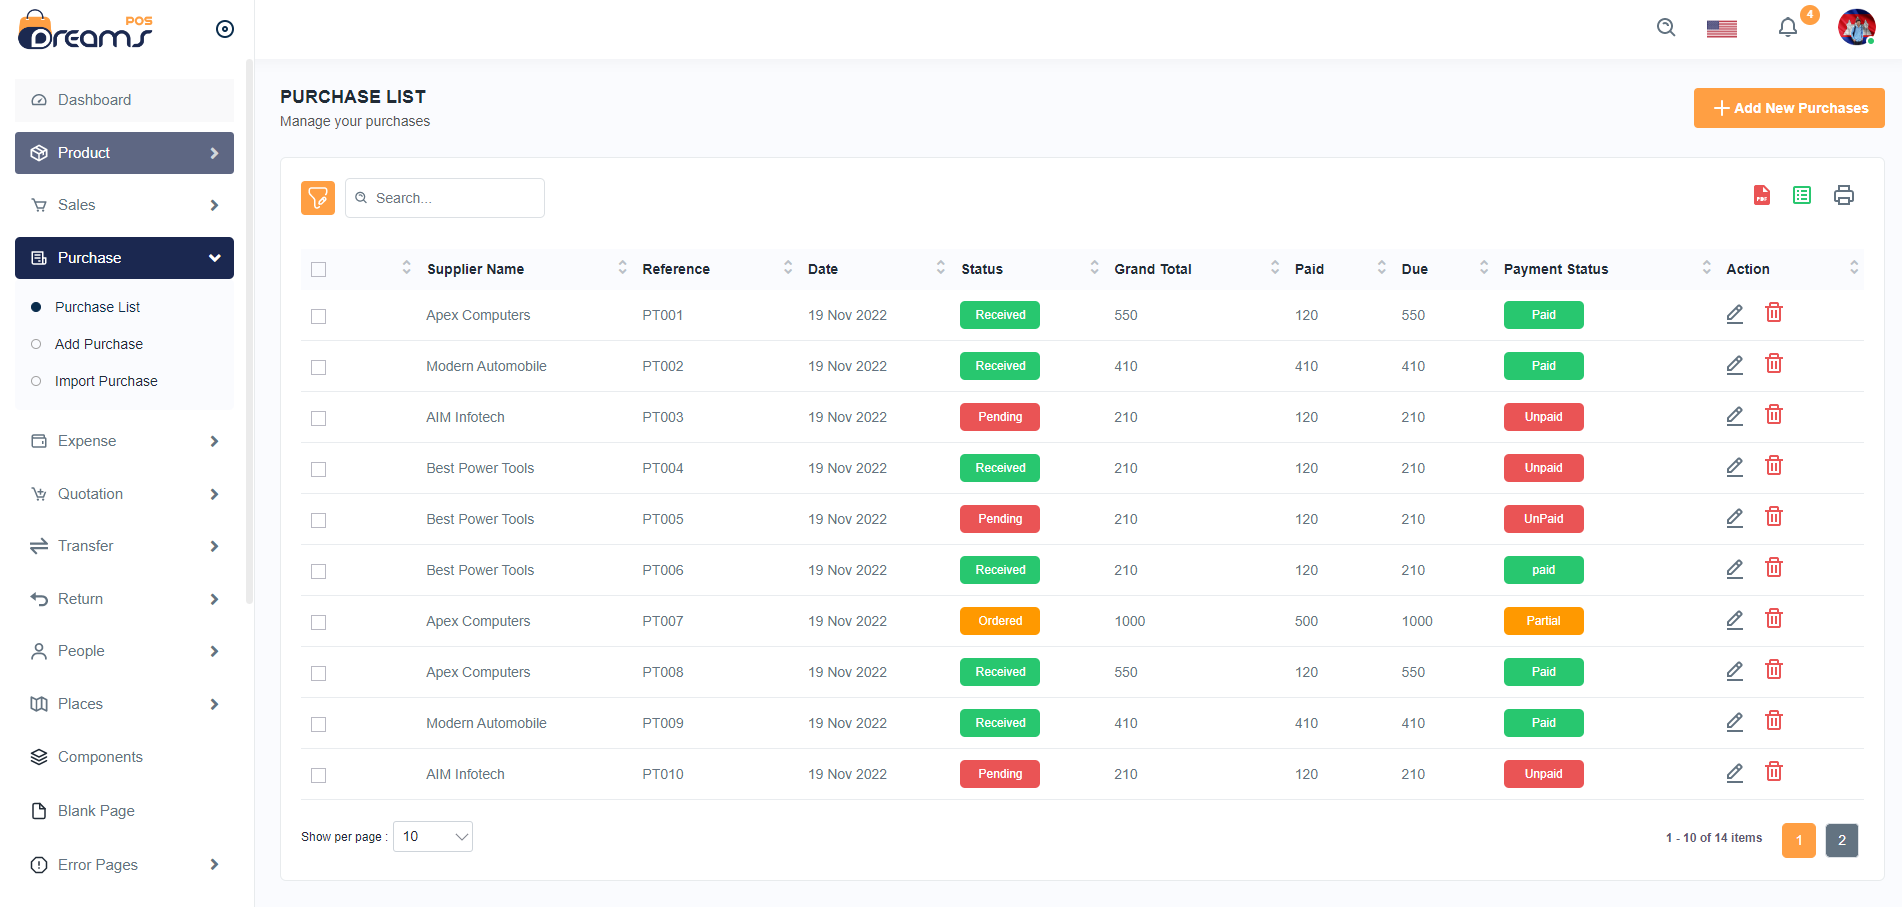 POS
Dreams
4
Dashboard
Product
Sales
Purchase
Purchase List
Add Purchase
Import Purchase
Expense
Quotation
Transfer
Return
People
Places
Components
Blank Page
Error Pages
PURCHASE LIST
Manage your purchases
Add New Purchases
Search...
PDF
Supplier Name Reference Date Status Grand Total Paid Due Payment Status Action
Apex Computers PT001 19 Nov 2022 Received 550 120 550 Paid
Modern Automobile PT002 19 Nov 2022 Received 410 410 410 Paid
AIM Infotech PT003 19 Nov 2022 Pending 210 120 210 Unpaid
Best Power Tools PT004 19 Nov 2022 Received 210 120 210 Unpaid
Best Power Tools PT005 19 Nov 2022 Pending 210 120 210 UnPaid
Best Power Tools PT006 19 Nov 2022 Received 210 120 210 paid
Apex Computers PT007 19 Nov 2022 Ordered 1000 500 1000 Partial
Apex Computers PT008 19 Nov 2022 Received 550 120 550 Paid
Modern Automobile PT009 19 Nov 2022 Received 410 410 410 Paid
AIM Infotech PT010 19 Nov 2022 Pending 210 120 210 Unpaid
Show per page : 10
1 - 10 of 14 items 1 2